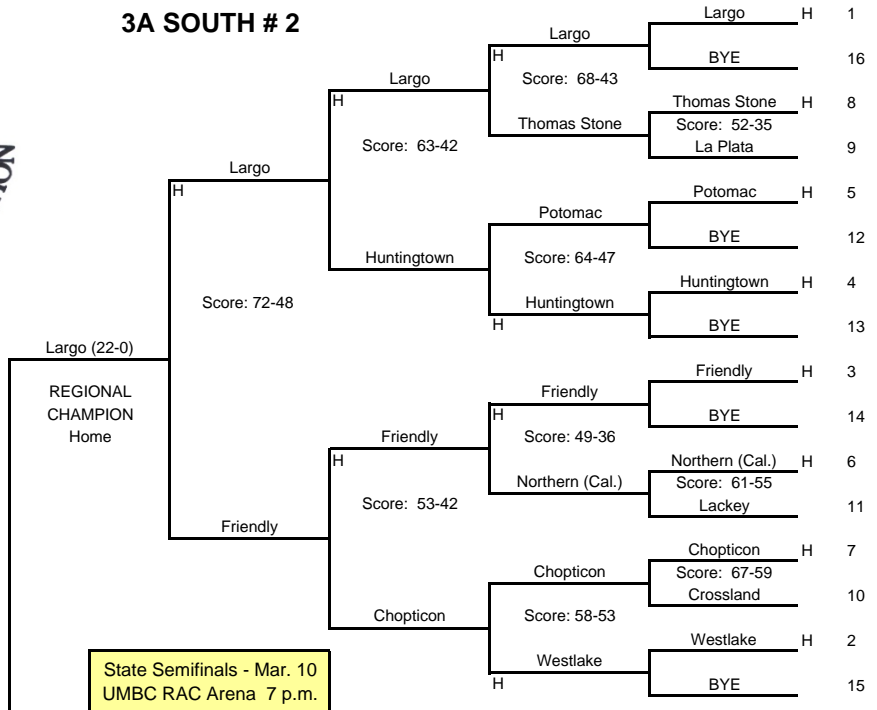 3A SOUTH # 2
Largo H 1
Largo
H
BYE 16
Score: 68-43
Largo
H
Thomas Stone H 8
Thomas Stone
Score: 52-35
La Plata 9
Score: 63-42
Largo
H
Potomac H 5
Potomac
BYE 12
Huntingtown
Score: 64-47
Huntingtown H 4
Huntingtown
H
BYE 13
Score: 72-48
Largo (22-0)
REGIONAL
CHAMPION
Home
Friendly H 3
Friendly
H
BYE 14
Score: 49-36
Friendly
H
Northern (Cal.) H 6
Northern (Cal.)
Score: 61-55
Lackey 11
Score: 53-42
Friendly
Chopticon H 7
Chopticon
Score: 67-59
Crossland 10
Chopticon
Score: 58-53
Westlake H 2
Westlake
H
BYE 15
State Semifinals - Mar. 10
UMBC RAC Arena 7 p.m.